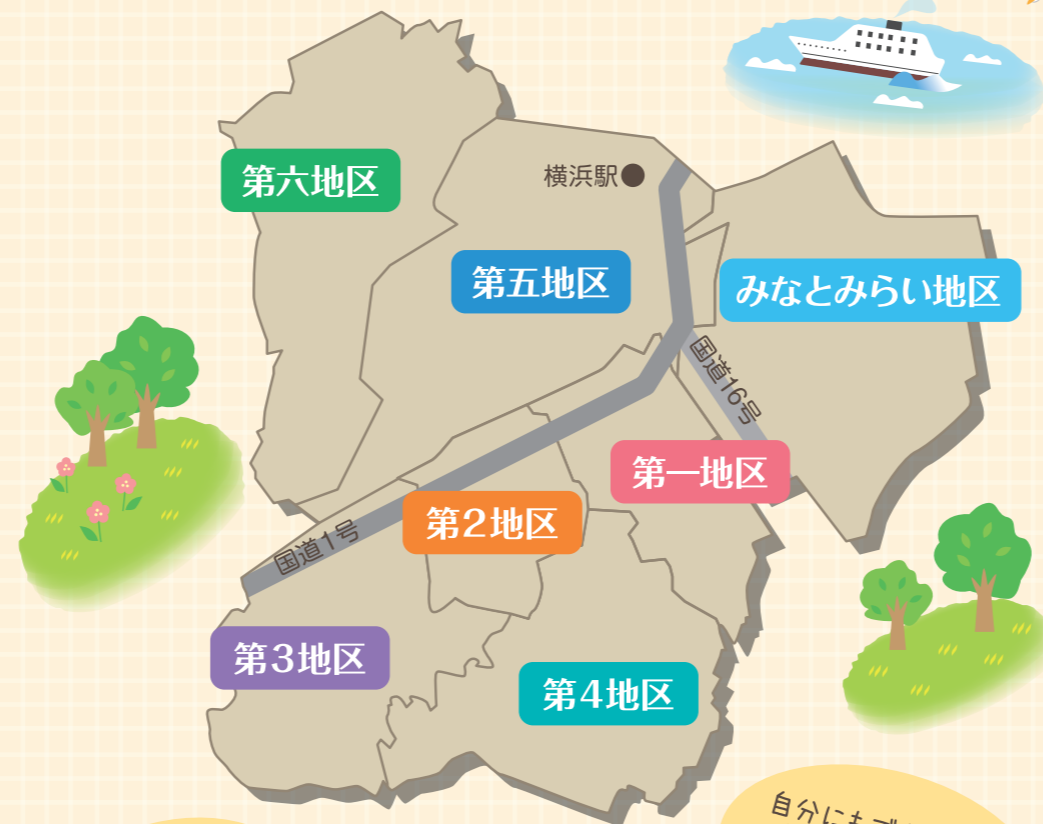 第六地区
横浜駅
第五地区
みなとみらい地区
国道16号
第一地区
第2地区
国道1号
第3地区
第4地区
自分にも